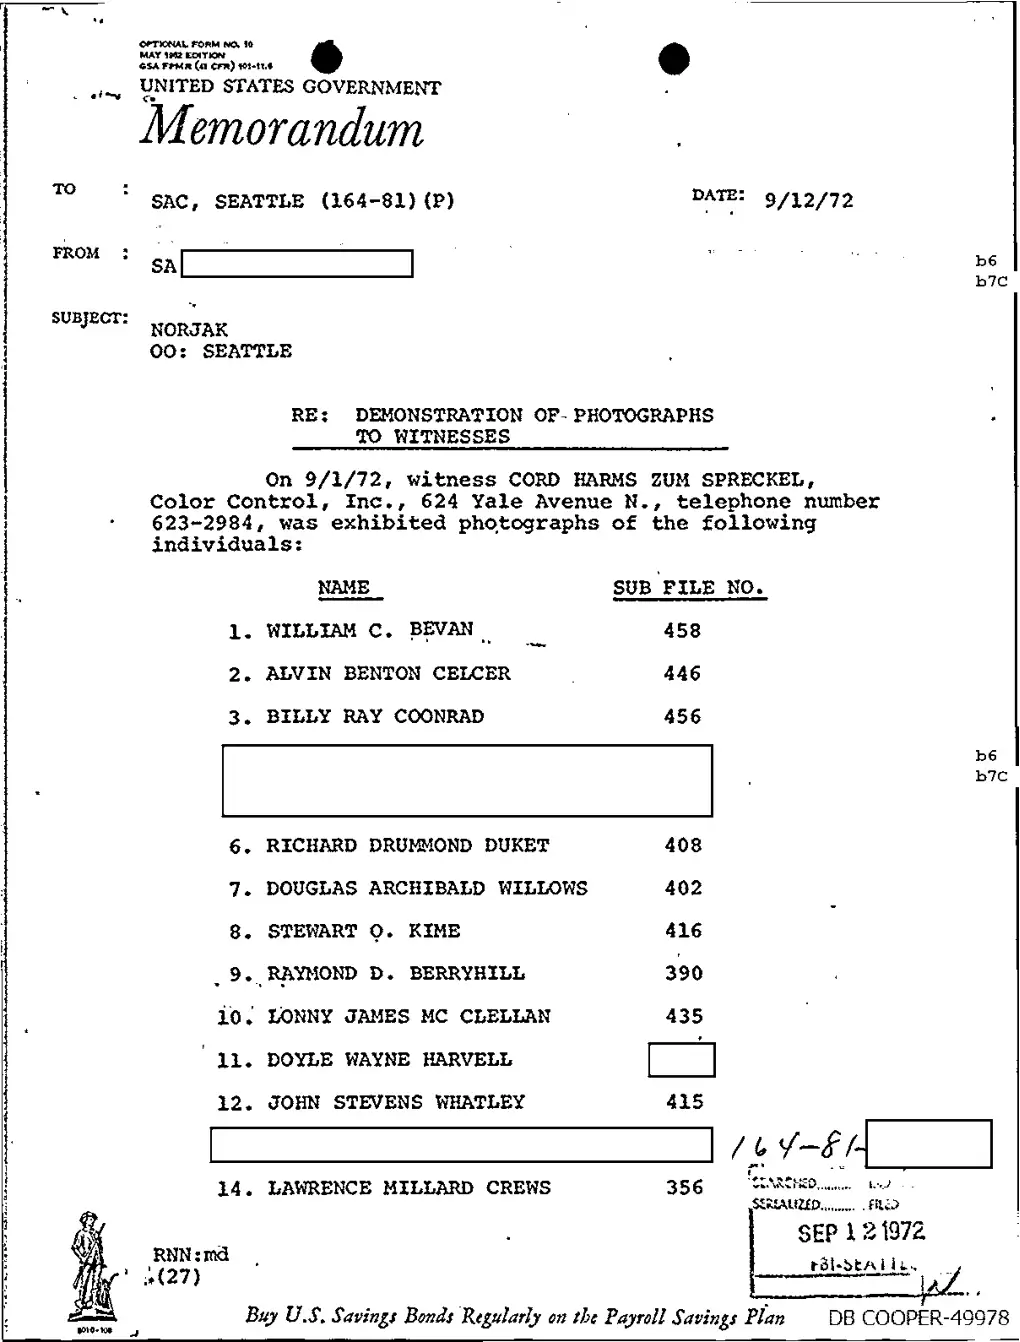 OPTIONAL FORM NO. 10
MAY 1962 EDITION
GSA FPMR (41 CFR) 101-11.6
UNITED STATES GOVERNMENT
Memorandum
TO : SAC, SEATTLE (164-81)(P) DATE: 9/12/72
FROM : SA
b6
b7C
SUBJECT: NORJAK
OO: SEATTLE
RE: DEMONSTRATION OF PHOTOGRAPHS
TO WITNESSES
On 9/1/72, witness CORD HARMS ZUM SPRECKEL,
Color Control, Inc., 624 Yale Avenue N., telephone number
623-2984, was exhibited photographs of the following
individuals:
NAME SUB FILE NO.
1. WILLIAM C. BEVAN 458
2. ALVIN BENTON CELCER 446
3. BILLY RAY COONRAD 456
b6
b7C
6. RICHARD DRUMMOND DUKET 408
7. DOUGLAS ARCHIBALD WILLOWS 402
8. STEWART O. KIME 416
9. RAYMOND D. BERRYHILL 390
10. LONNY JAMES MC CLELLAN 435
11. DOYLE WAYNE HARVELL
12. JOHN STEVENS WHATLEY 415
164-81-
14. LAWRENCE MILLARD CREWS 356
SEARCHED
SERIALIZED FILED
SEP 12 1972
FBI-SEATTLE
RNN:md
(27)
5010-108
Buy U.S. Savings Bonds Regularly on the Payroll Savings Plan
DB COOPER-49978